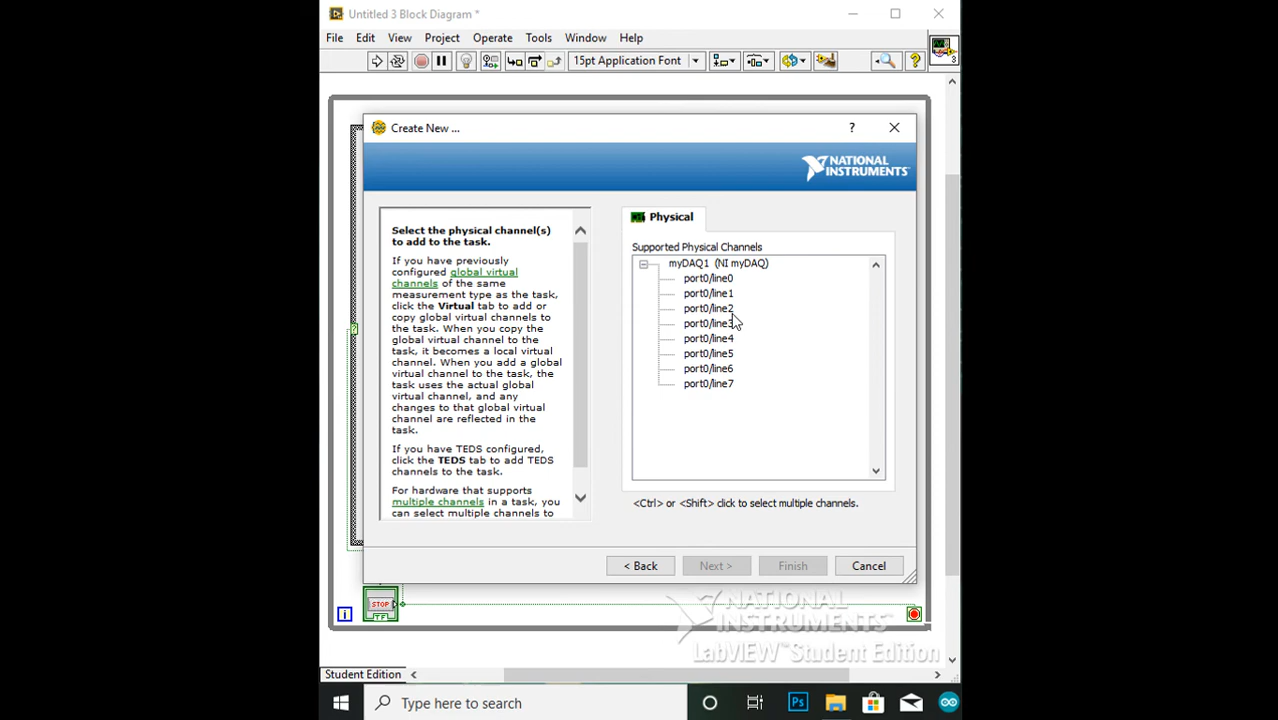 Untitled 3 Block Diagram *
File Edit View Project Operate Tools Window Help
15pt Application Font
3
Create New ...
NATIONAL
INSTRUMENTS
Select the physical channel(s)
to add to the task.
If you have previously
configured global virtual
channels of the same
measurement type as the task,
click the Virtual tab to add or
copy global virtual channels to
the task. When you copy the
global virtual channel to the
task, it becomes a local virtual
channel. When you add a global
virtual channel to the task, the
task uses the actual global
virtual channel, and any
changes to that global virtual
channel are reflected in the
task.
If you have TEDS configured,
click the TEDS tab to add TEDS
channels to the task.
For hardware that supports
multiple channels in a task, you
can select multiple channels to
Physical
Supported Physical Channels
myDAQ1 (NI myDAQ)
port0/line0
port0/line1
port0/line2
port0/line3
port0/line4
port0/line5
port0/line6
port0/line7
<Ctrl> or <Shift> click to select multiple channels.
< Back Next > Finish Cancel
STOP
TF
i
NATIONAL
INSTRUMENTS
LabVIEW Student Edition
Student Edition
Type here to search
Ps